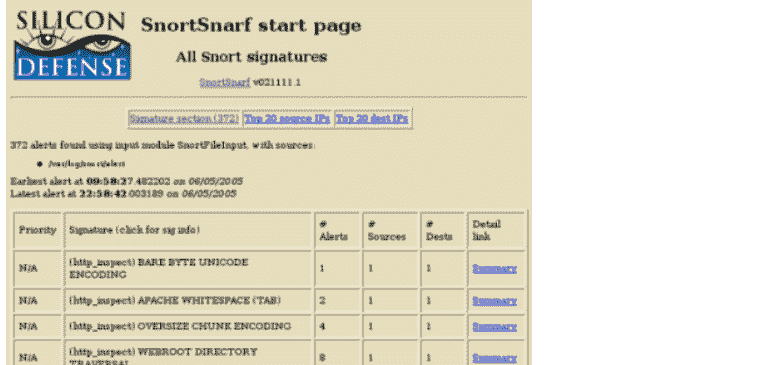 SILICON
DEFENSE
SnortSnarf start page
All Snort signatures
SnortSnarf v021111.1
Signature section (372) Top 20 source IPs Top 20 dest IPs
372 alerts found using input module SnortFileInput, with sources:
/var/log/snort/alert
Earliest alert at 09:58:27.482202 on 06/05/2005
Latest alert at 22:58:42.003189 on 06/05/2005
Priority Signature (click for sig info) # Alerts # Sources # Dests Detail link
N/A (http_inspect) BARE BYTE UNICODE
ENCODING 1 1 1 Summary
N/A (http_inspect) APACHE WHITESPACE (TAB) 2 1 1 Summary
N/A (http_inspect) OVERSIZE CHUNK ENCODING 4 1 1 Summary
N/A (http_inspect) WEBROOT DIRECTORY
TRAVERSAL 8 1 1 Summary